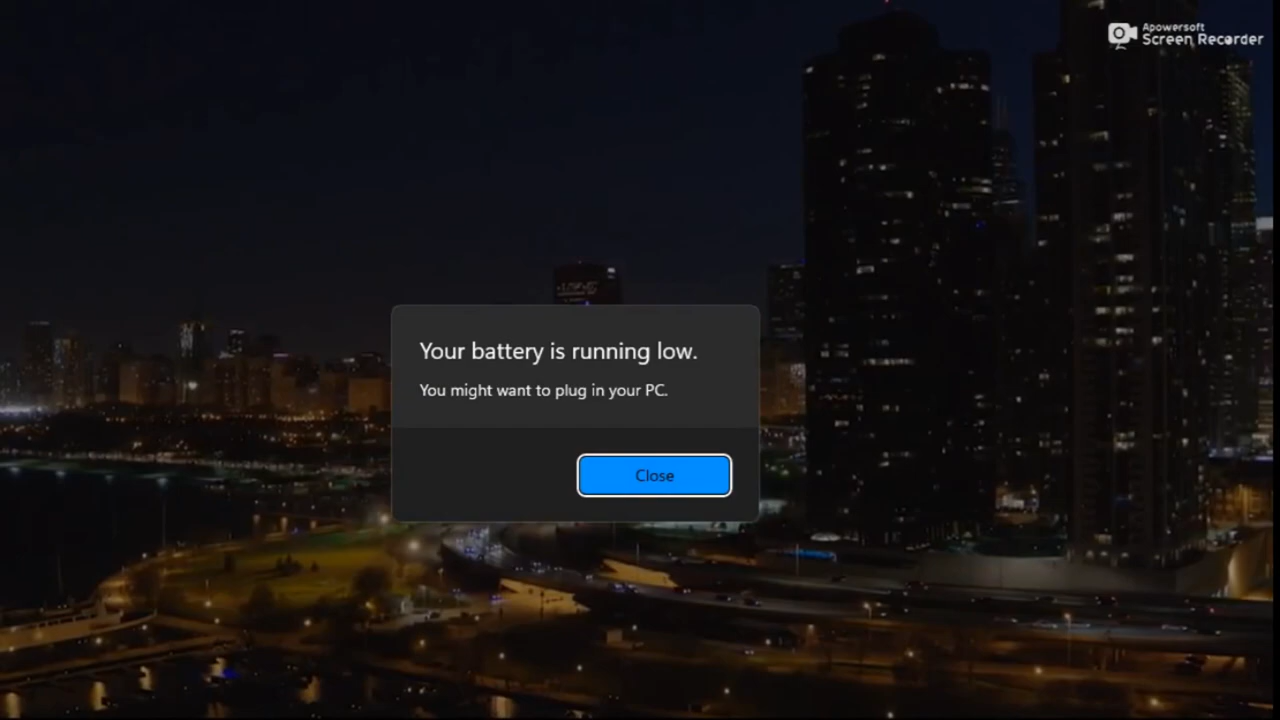 Apowersoft
Screen Recorder
Your battery is running low.
You might want to plug in your PC.
Close